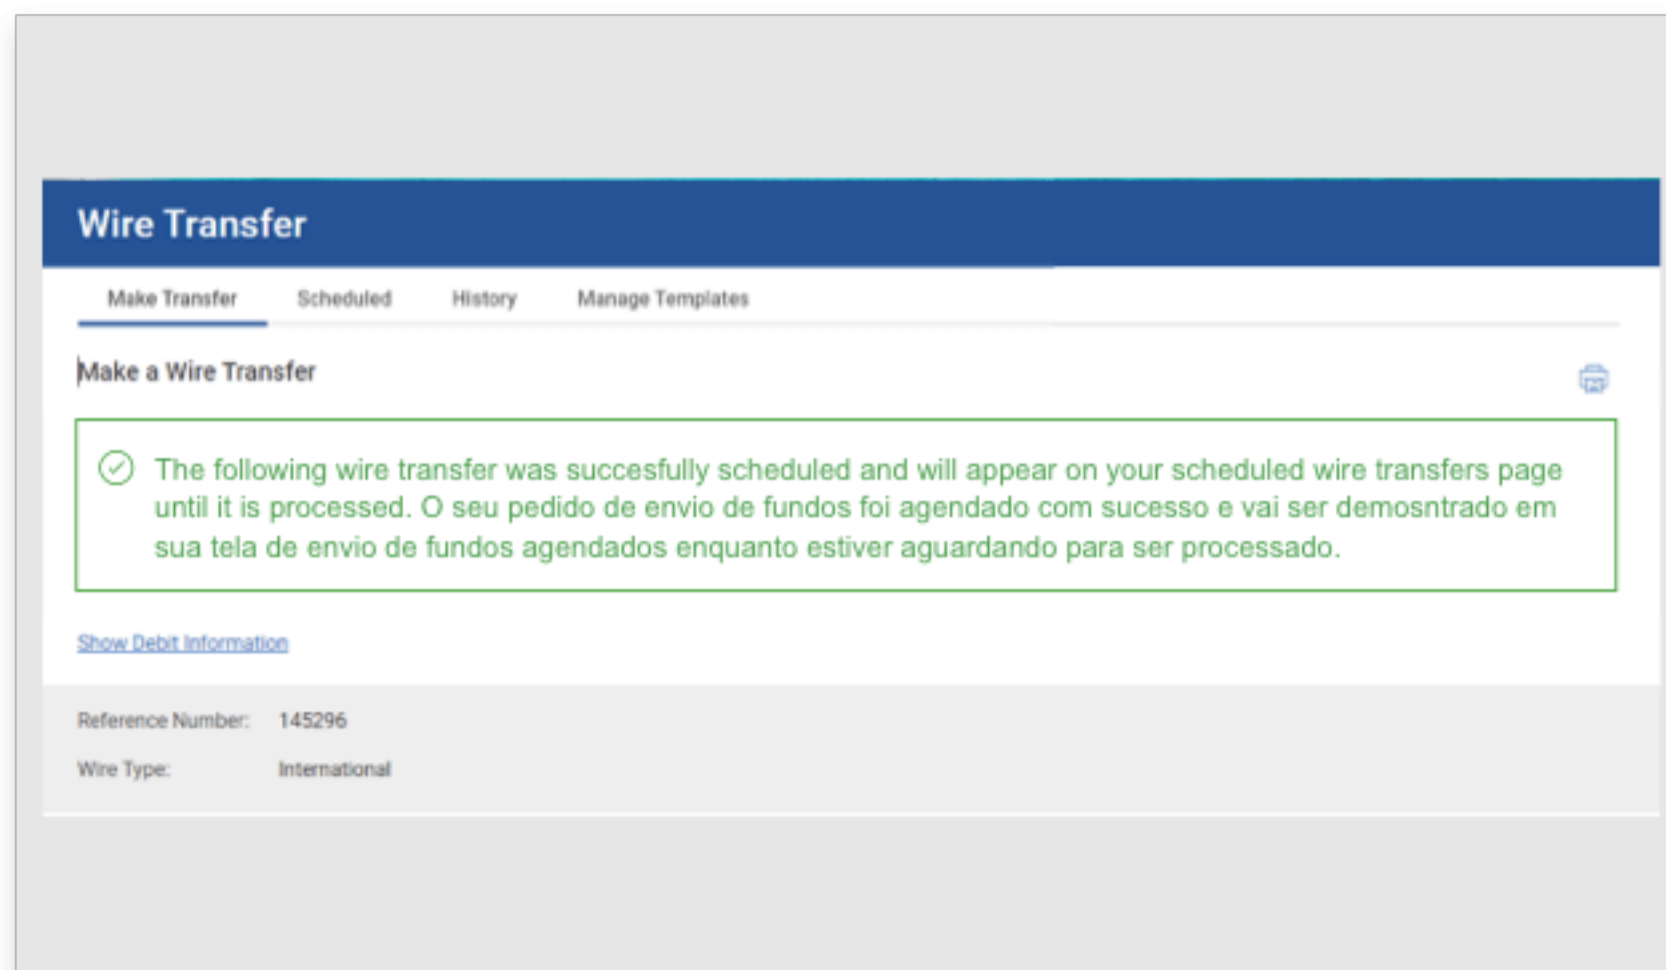 Wire Transfer
Make Transfer Scheduled History Manage Templates
Make a Wire Transfer
The following wire transfer was succesfully scheduled and will appear on your scheduled wire transfers page
until it is processed. O seu pedido de envio de fundos foi agendado com sucesso e vai ser demosntrado em
sua tela de envio de fundos agendados enquanto estiver aguardando para ser processado.
Show Debit Information
Reference Number: 145296
Wire Type: International